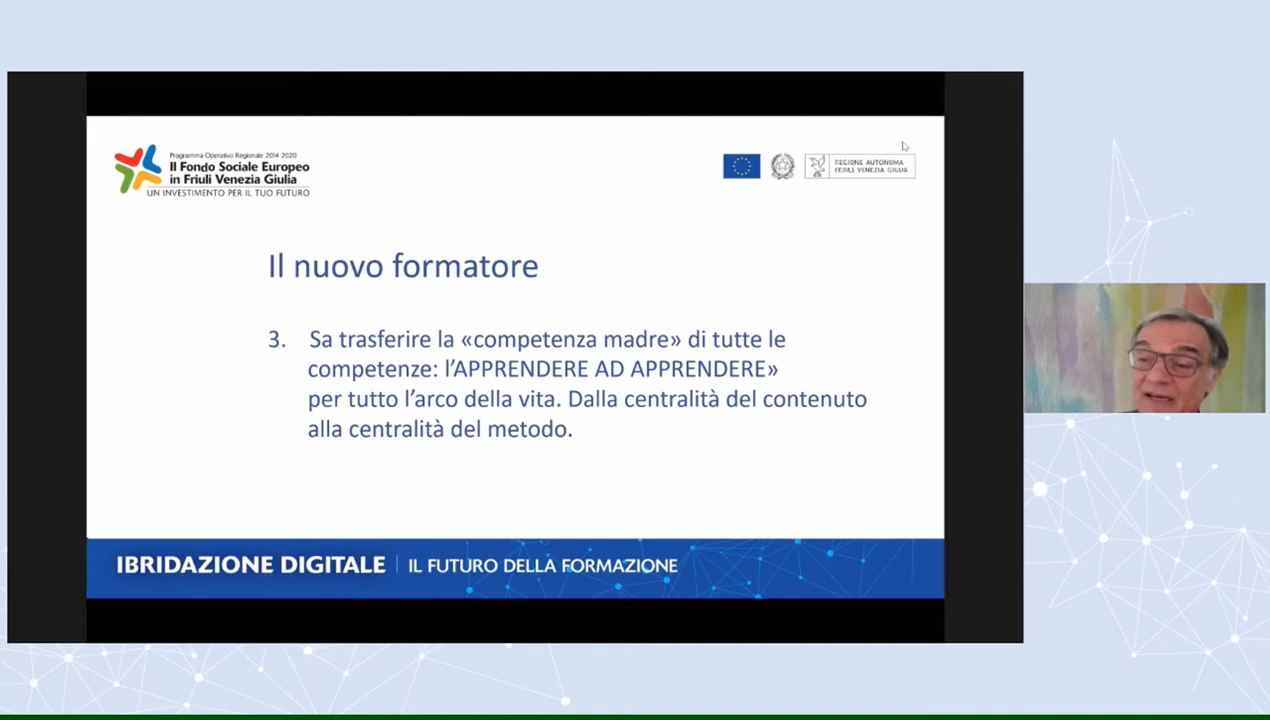 Programma Operativo Regionale 2014-2020
Il Fondo Sociale Europeo
in Friuli Venezia Giulia
UN INVESTIMENTO PER IL TUO FUTURO
REGIONE AUTONOMA
FRIULI VENEZIA GIULIA
Il nuovo formatore
3. Sa trasferire la «competenza madre» di tutte le
competenze: l’APPRENDERE AD APPRENDERE»
per tutto l’arco della vita. Dalla centralità del contenuto
alla centralità del metodo.
IBRIDAZIONE DIGITALE | IL FUTURO DELLA FORMAZIONE